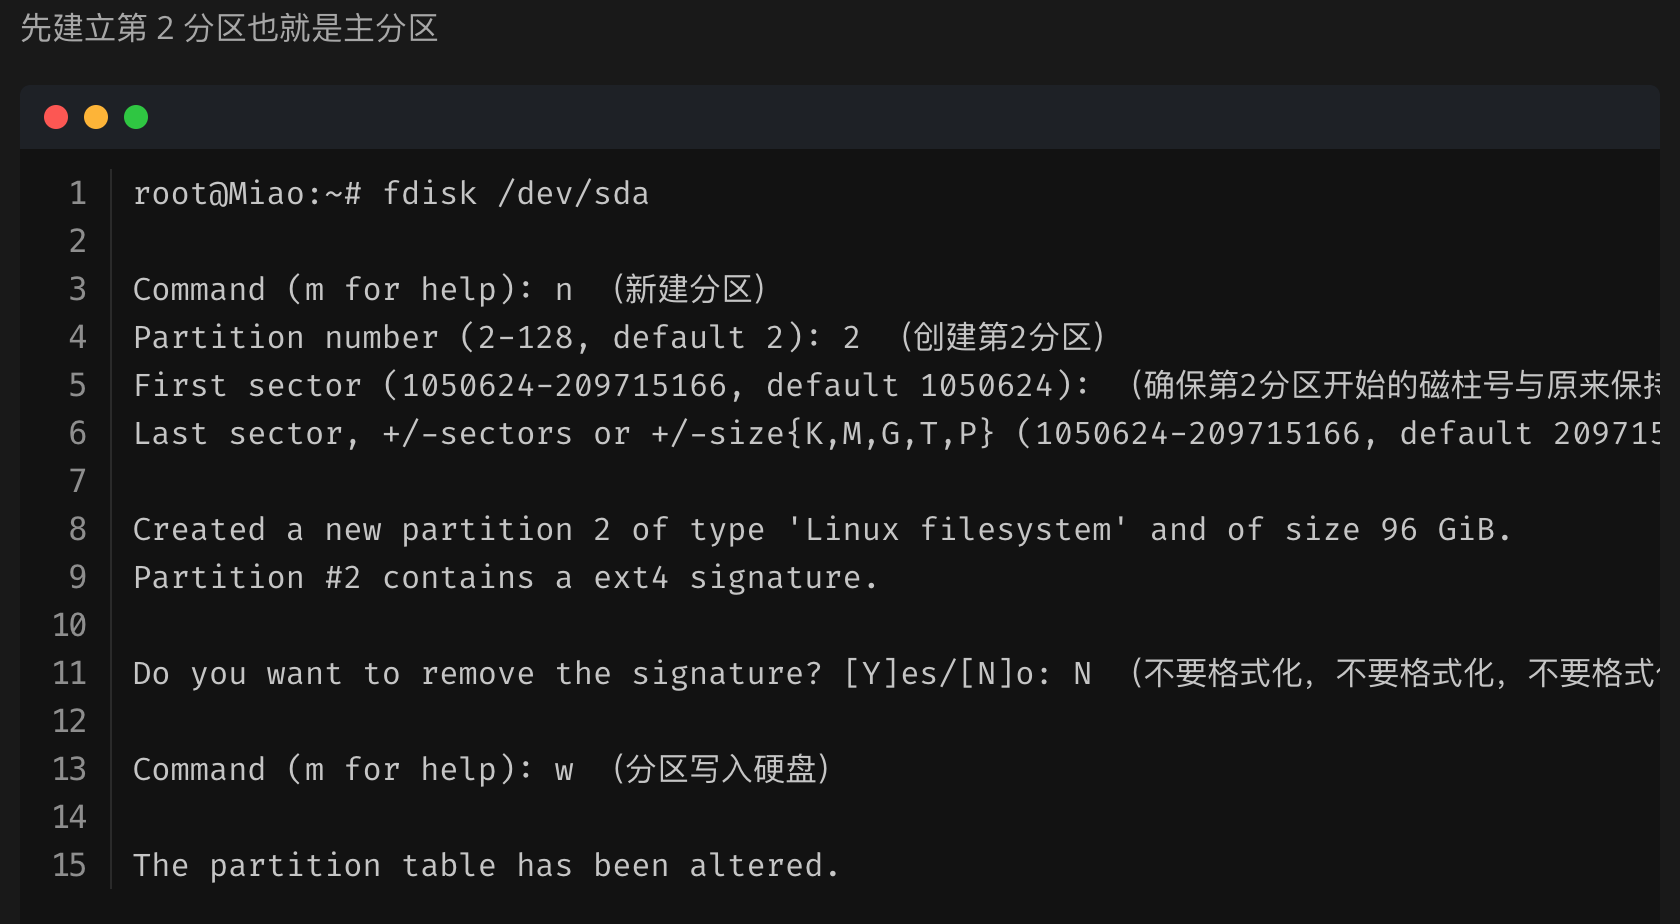 先建立第 2 分区也就是主分区
1 root@Miao:~# fdisk /dev/sda
2
3 Command (m for help): n （新建分区）
4 Partition number (2-128, default 2): 2 （创建第2分区）
5 First sector (1050624-209715166, default 1050624): （确保第2分区开始的磁柱号与原来保持
6 Last sector, +/-sectors or +/-size{K,M,G,T,P} (1050624-209715166, default 209715
7
8 Created a new partition 2 of type 'Linux filesystem' and of size 96 GiB.
9 Partition #2 contains a ext4 signature.
10
11 Do you want to remove the signature? [Y]es/[N]o: N （不要格式化，不要格式化，不要格式化
12
13 Command (m for help): w （分区写入硬盘）
14
15 The partition table has been altered.